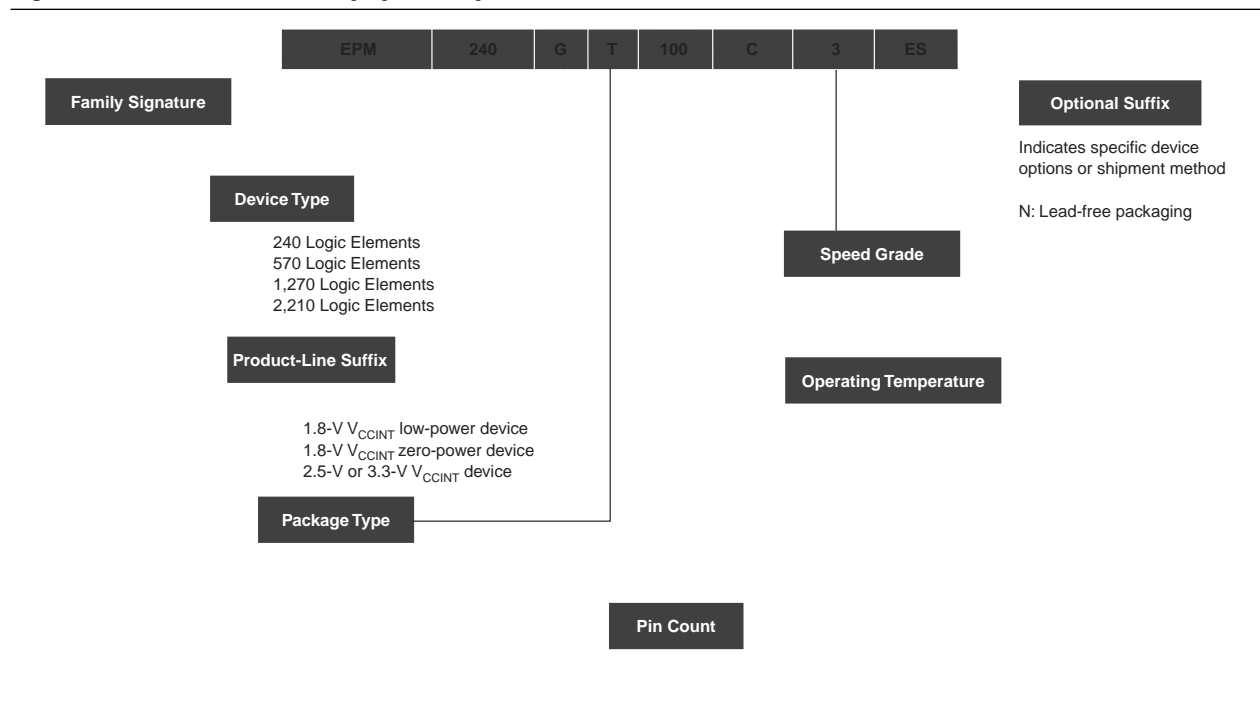 EPM 240 G T 100 C 3 ES
Family Signature
Optional Suffix
Indicates specific device
options or shipment method
N: Lead-free packaging
Device Type
240 Logic Elements
570 Logic Elements
1,270 Logic Elements
2,210 Logic Elements
Speed Grade
Product-Line Suffix
Operating Temperature
1.8-V VCCINT low-power device
1.8-V VCCINT zero-power device
2.5-V or 3.3-V VCCINT device
Package Type
Pin Count